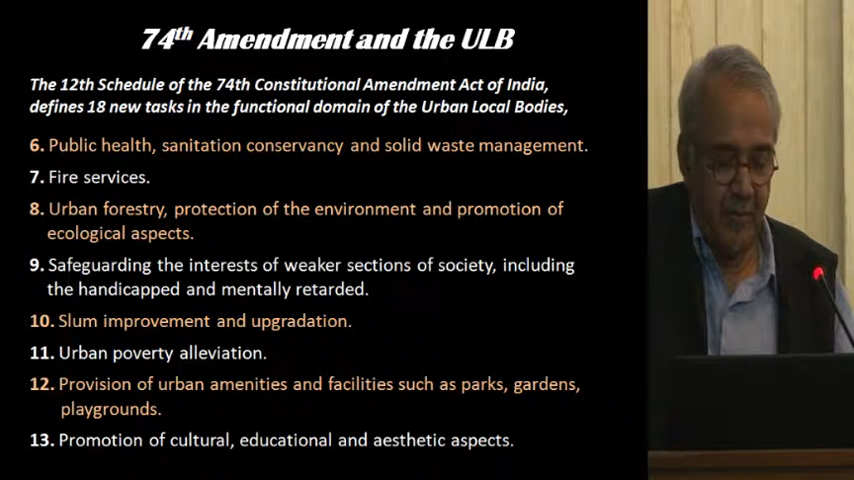 74th Amendment and the ULB
The 12th Schedule of the 74th Constitutional Amendment Act of India,
defines 18 new tasks in the functional domain of the Urban Local Bodies,
6. Public health, sanitation conservancy and solid waste management.
7. Fire services.
8. Urban forestry, protection of the environment and promotion of
ecological aspects.
9. Safeguarding the interests of weaker sections of society, including
the handicapped and mentally retarded.
10. Slum improvement and upgradation.
11. Urban poverty alleviation.
12. Provision of urban amenities and facilities such as parks, gardens,
playgrounds.
13. Promotion of cultural, educational and aesthetic aspects.